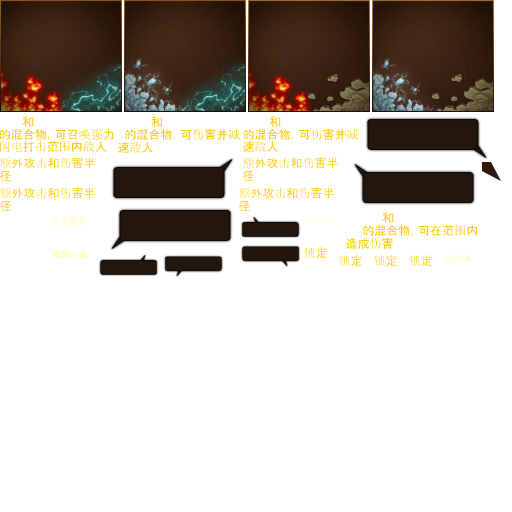 和
的混合物，可召唤强力
闪电打击范围内敌人
额外攻击和伤害半
径
额外攻击和伤害半
径
和
的混合物，可伤害并减
速敌人
和
的混合物，可伤害并减
速敌人
额外攻击和伤害半
径
额外攻击和伤害半
径
锁定
和
的混合物，可在范围内
造成伤害
锁定 锁定 锁定